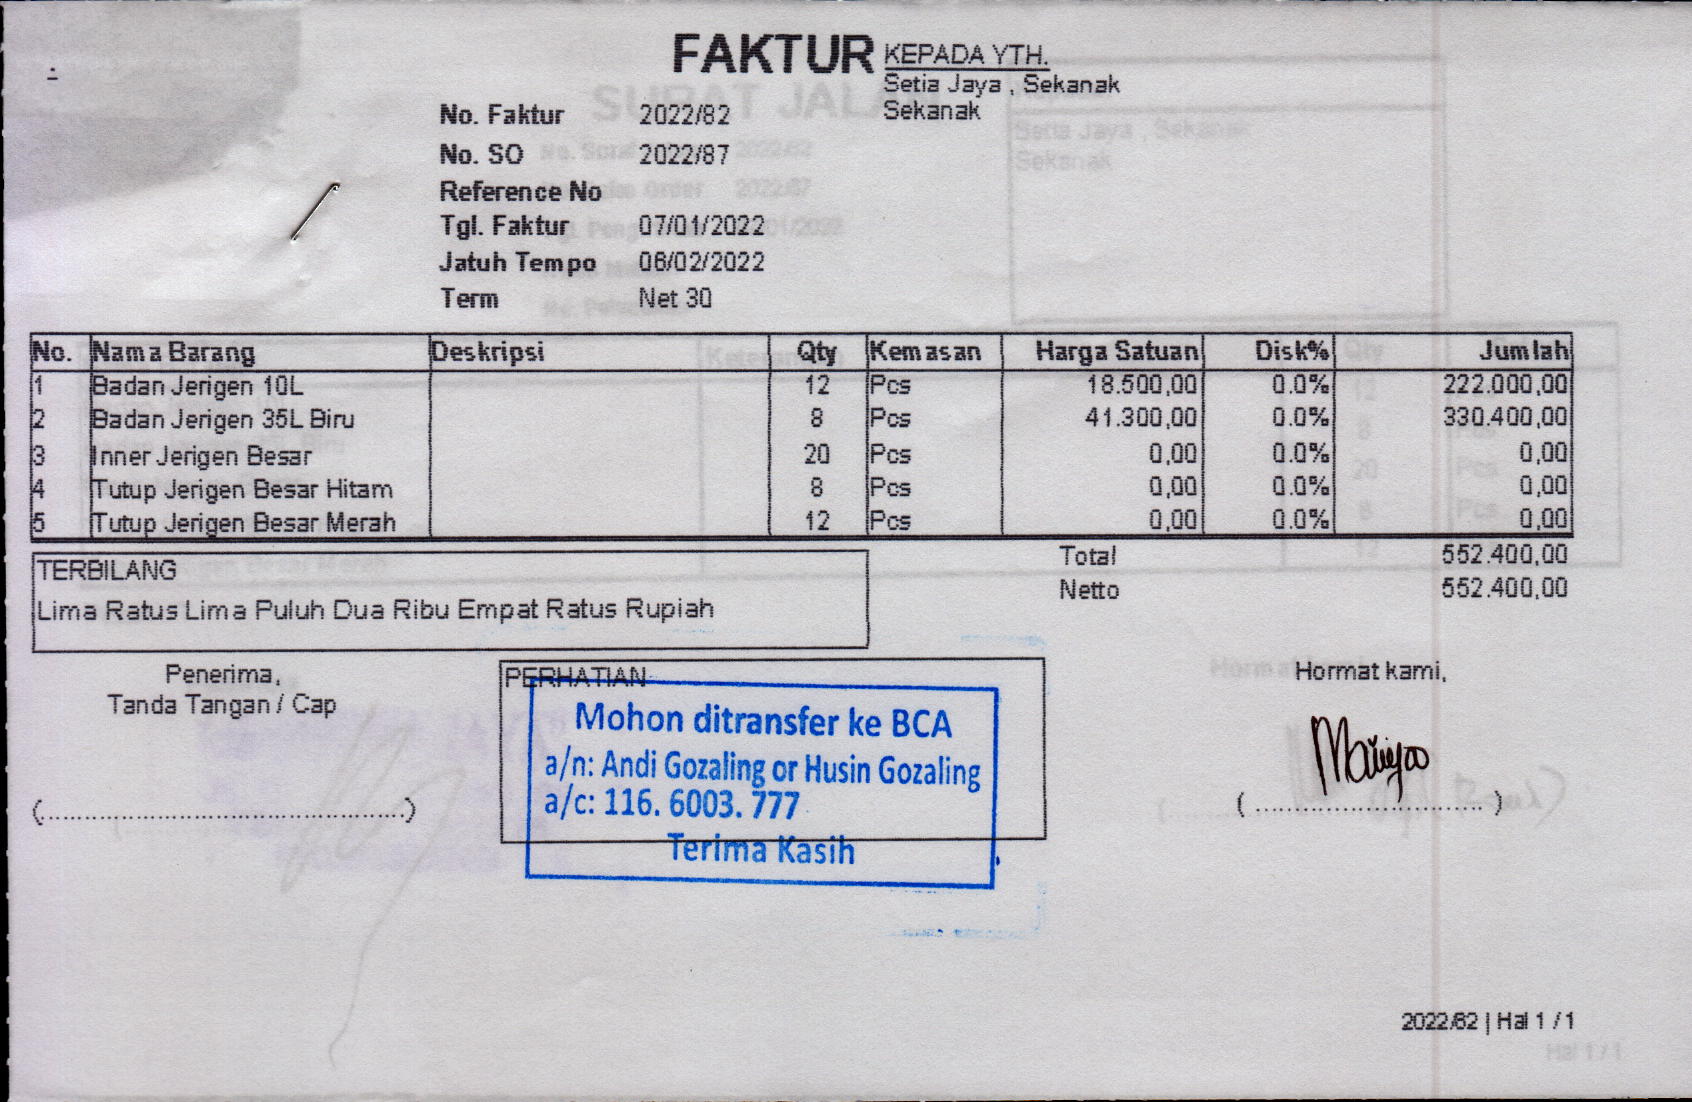 FAKTUR
KEPADA YTH.
Setia Jaya , Sekanak
Sekanak
No. Faktur 2022/82
No. SO 2022/87
Reference No
Tgl. Faktur 07/01/2022
Jatuh Tempo 06/02/2022
Term Net 30
No. Nama Barang Deskripsi Qty Kemasan Harga Satuan Disk% Jumlah
1 Badan Jerigen 10L 12 Pcs 18.500,00 0.0% 222.000,00
2 Badan Jerigen 35L Biru 8 Pcs 41.300,00 0.0% 330.400,00
3 Inner Jerigen Besar 20 Pcs 0,00 0.0% 0,00
4 Tutup Jerigen Besar Hitam 8 Pcs 0,00 0.0% 0,00
5 Tutup Jerigen Besar Merah 12 Pcs 0,00 0.0% 0,00
Total 552.400,00
Netto 552.400,00
TERBILANG
Lima Ratus Lima Puluh Dua Ribu Empat Ratus Rupiah
Penerima,
Tanda Tangan / Cap
(..........................................)
PERHATIAN
Mohon ditransfer ke BCA
a/n: Andi Gozaling or Husin Gozaling
a/c: 116. 6003. 777
Terima Kasih
Hormat kami,
(..........................................)
2022/82 | Hal 1 / 1